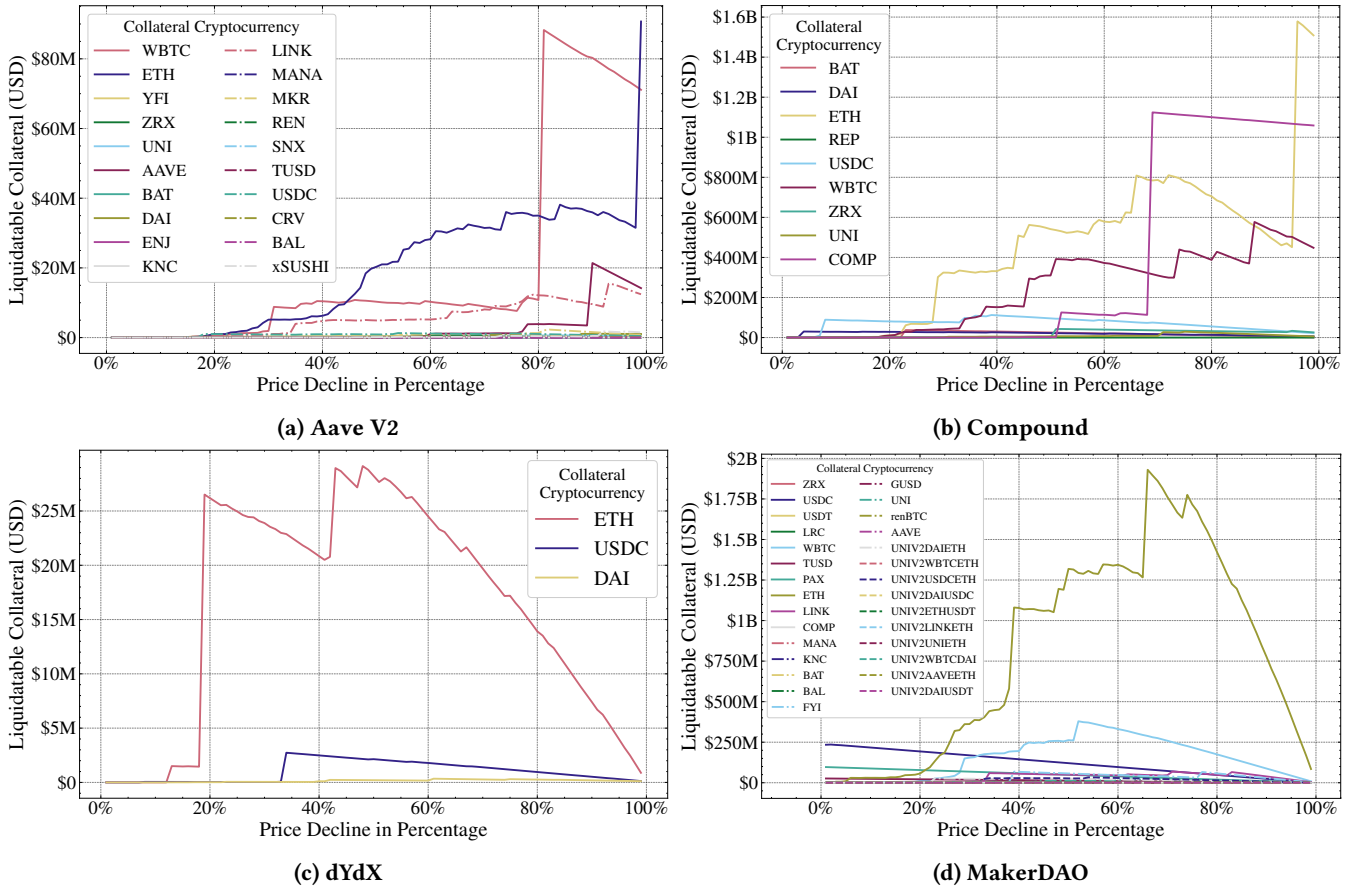 Liquidatable Collateral (USD)
$80M
$60M
$40M
$20M
$0
Collateral Cryptocurrency
WBTC
ETH
YFI
ZRX
UNI
AAVE
BAT
DAI
ENJ
KNC
LINK
MANA
MKR
REN
SNX
TUSD
USDC
CRV
BAL
xSUSHI
0% 20% 40% 60% 80% 100%
Price Decline in Percentage
(a) Aave V2
Liquidatable Collateral (USD)
$1.6B
$1.4B
$1.2B
$1B
$800M
$600M
$400M
$200M
$0
Collateral
Cryptocurrency
BAT
DAI
ETH
REP
USDC
WBTC
ZRX
UNI
COMP
0% 20% 40% 60% 80% 100%
Price Decline in Percentage
(b) Compound
Liquidatable Collateral (USD)
$25M
$20M
$15M
$10M
$5M
$0
Collateral
Cryptocurrency
ETH
USDC
DAI
0% 20% 40% 60% 80% 100%
Price Decline in Percentage
(c) dYdX
Liquidatable Collateral (USD)
$2B
$1.75B
$1.5B
$1.25B
$1B
$750M
$500M
$250M
$0
Collateral Cryptocurrency
ZRX
USDC
USDT
LRC
WBTC
TUSD
PAX
ETH
LINK
COMP
MANA
KNC
BAT
BAL
FYI
GUSD
UNI
renBTC
AAVE
UNIV2DAIETH
UNIV2WBTCETH
UNIV2USDCETH
UNIV2DAIUSDC
UNIV2ETHUSDT
UNIV2LINKETH
UNIV2UNIETH
UNIV2WBTCDAI
UNIV2AAVEETH
UNIV2DAIUSDT
0% 20% 40% 60% 80% 100%
Price Decline in Percentage
(d) MakerDAO